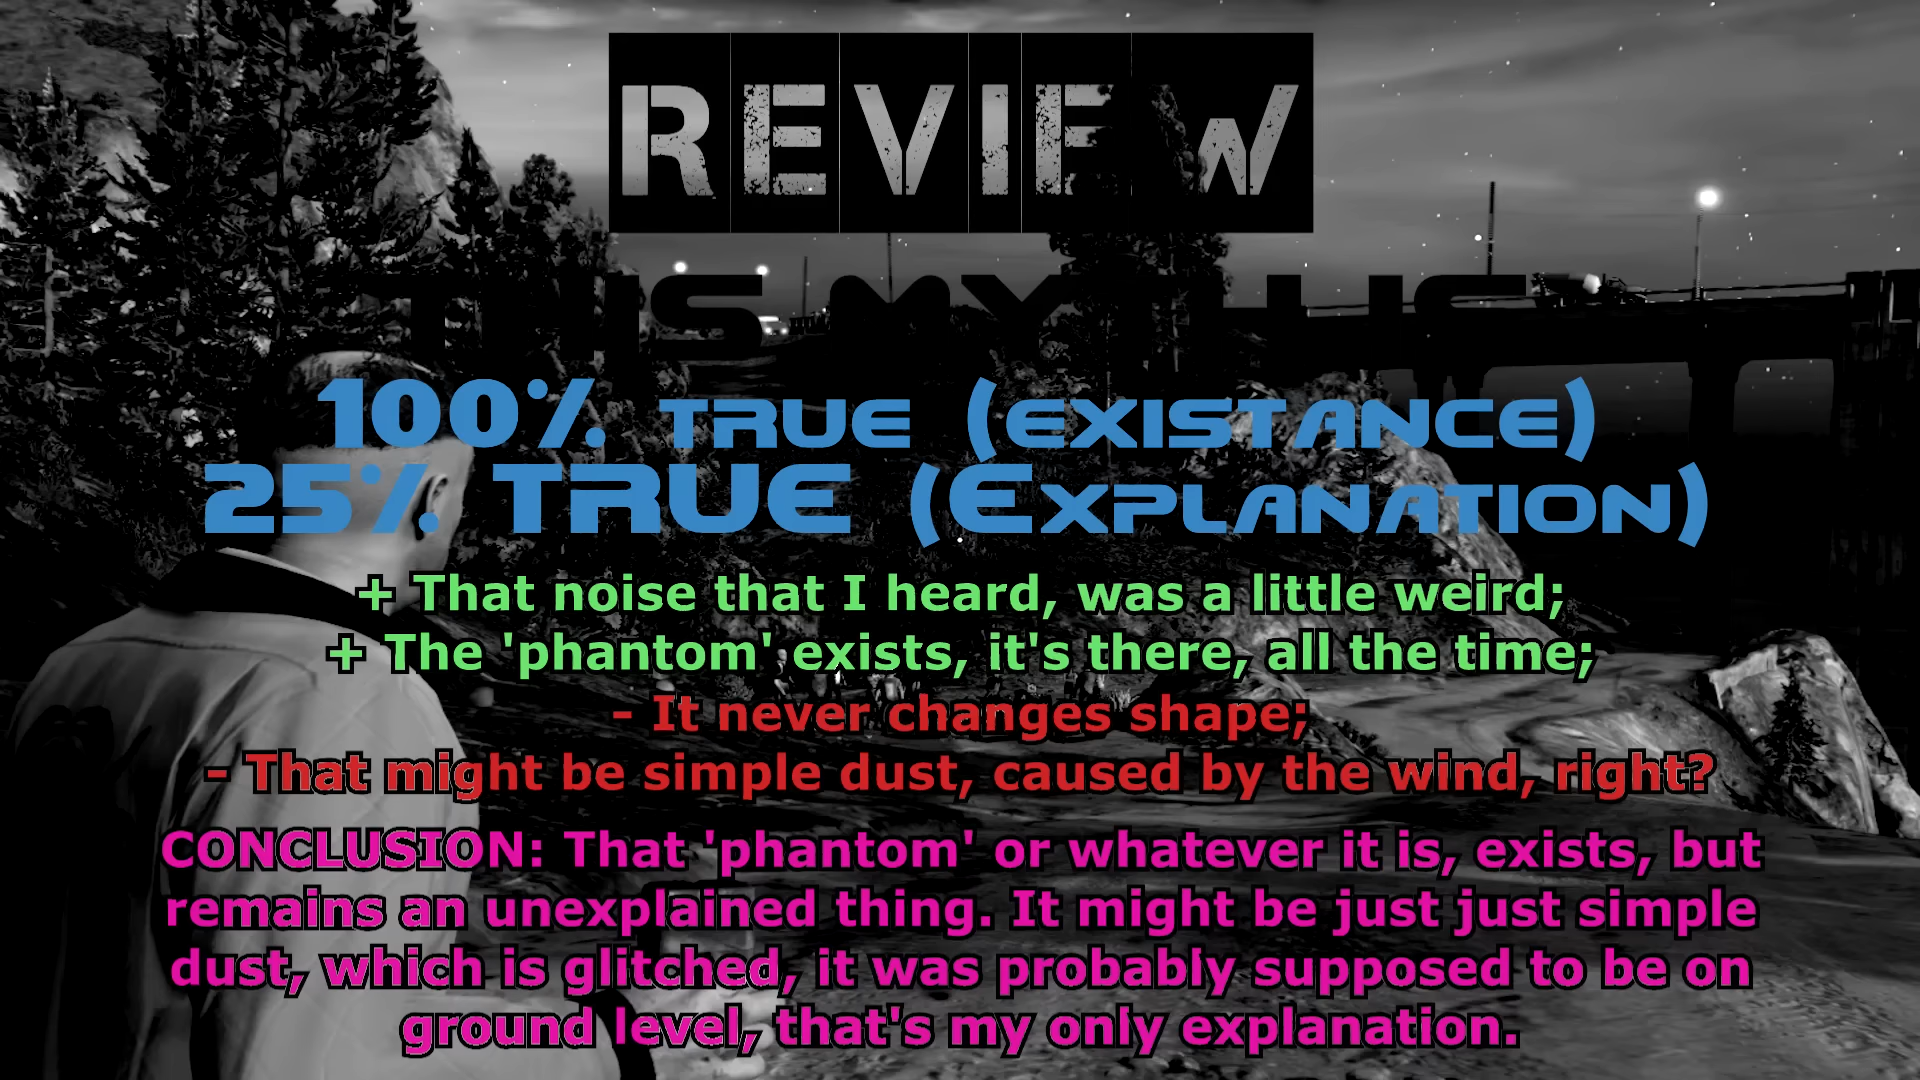 REVIEW
THIS MYTH IS
100% TRUE (EXISTANCE)
25% TRUE (EXPLANATION)
+ That noise that I heard, was a little weird;
+ The 'phantom' exists, it's there, all the time;
- It never changes shape;
- That might be simple dust, caused by the wind, right?
CONCLUSION: That 'phantom' or whatever it is, exists, but
remains an unexplained thing. It might be just just simple
dust, which is glitched, it was probably supposed to be on
ground level, that's my only explanation.